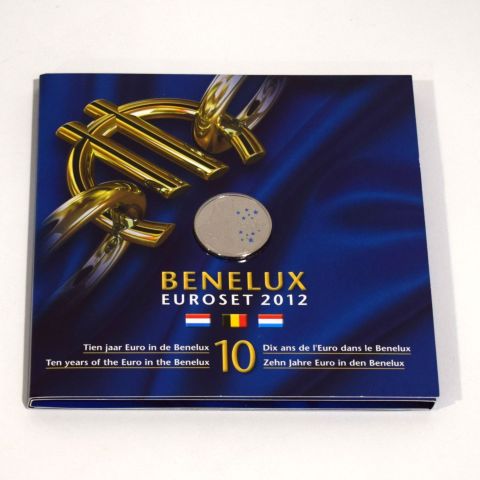 BENELUX
EUROSET 2012
Tien jaar Euro in de Benelux
Ten years of the Euro in the Benelux
10
Dix ans de l'Euro dans le Benelux
Zehn Jahre Euro in den Benelux